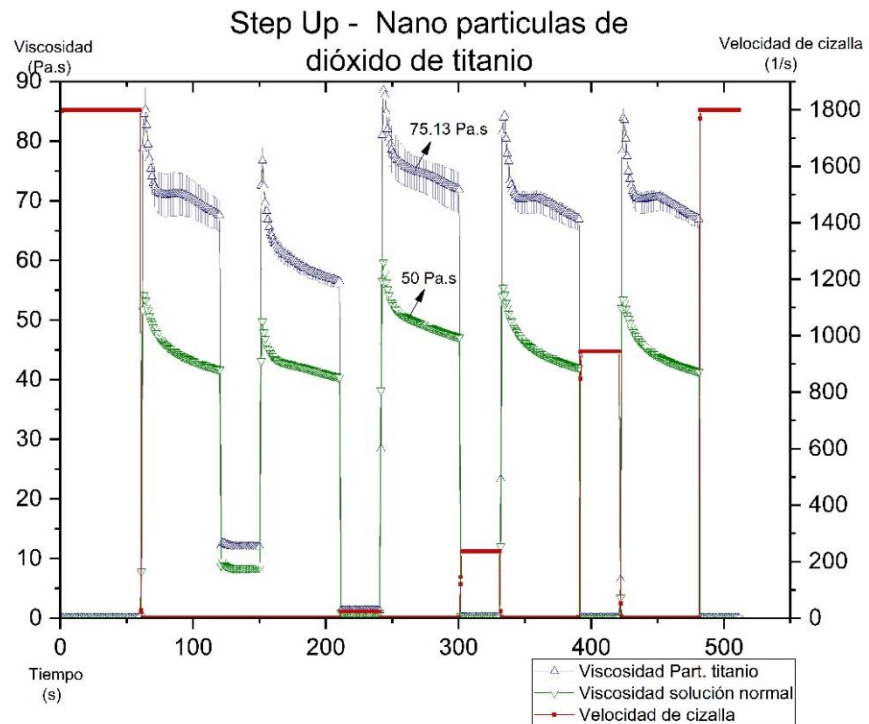 Step Up - Nano particulas de
dióxido de titanio
Viscosidad
(Pa.s)
Velocidad de cizalla
(1/s)
90
80
70
60
50
40
30
20
10
0
1800
1600
1400
1200
1000
800
600
400
200
0
75.13 Pa.s
50 Pa.s
0 100 200 300 400 500
Tiempo
(s)
Viscosidad Part. titanio
Viscosidad solución normal
Velocidad de cizalla